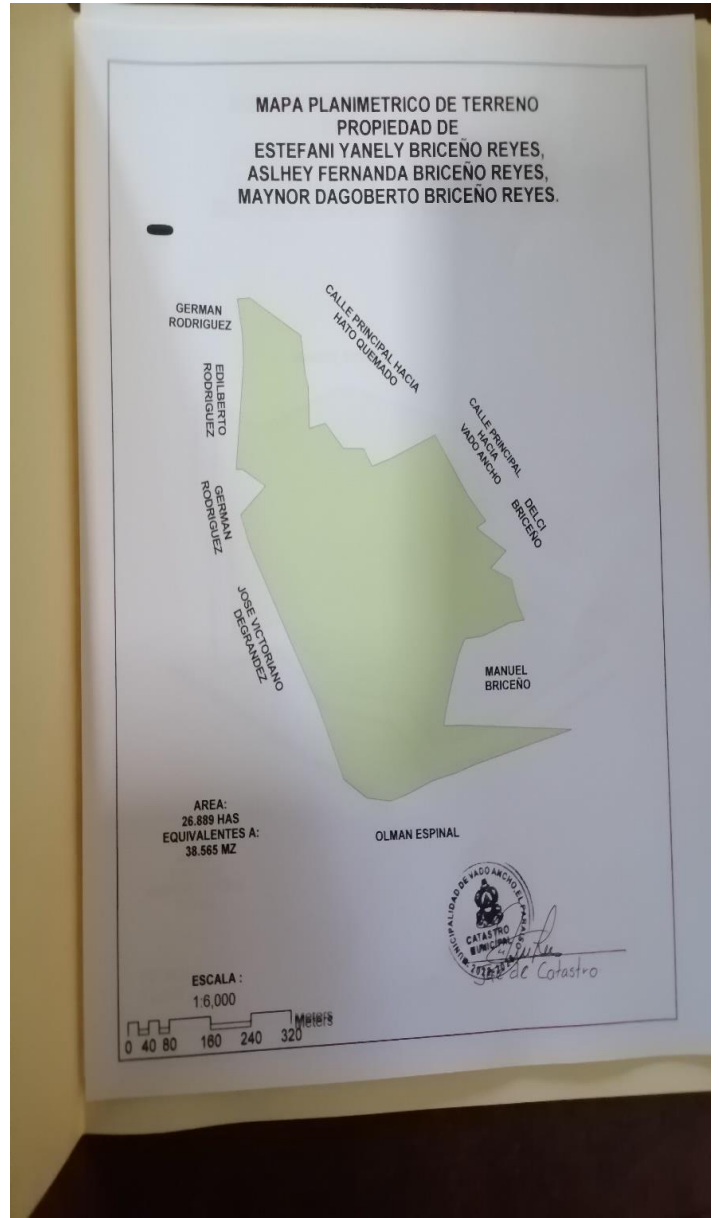 MAPA PLANIMETRICO DE TERRENO
PROPIEDAD DE
ESTEFANI YANELY BRICEÑO REYES,
ASLHEY FERNANDA BRICEÑO REYES,
MAYNOR DAGOBERTO BRICEÑO REYES.
GERMAN
RODRIGUEZ
CALLE PRINCIPAL HACIA
HATO QUEMADO
EDILBERTO
RODRIGUEZ
CALLE PRINCIPAL
HACIA
VADO ANCHO
DELCI
BRICEÑO
GERMAN
RODRIGUEZ
JOSE VICTORIANO
DEGRANDEZ
MANUEL
BRICEÑO
AREA:
26.889 HAS
EQUIVALENTES A:
38.565 MZ
OLMAN ESPINAL
MUNICIPALIDAD DE VADO ANCHO, EL
CATASTRO
MUNICIPAL
de Catastro
ESCALA :
1:6,000
Meters
0 40 80 160 240 320